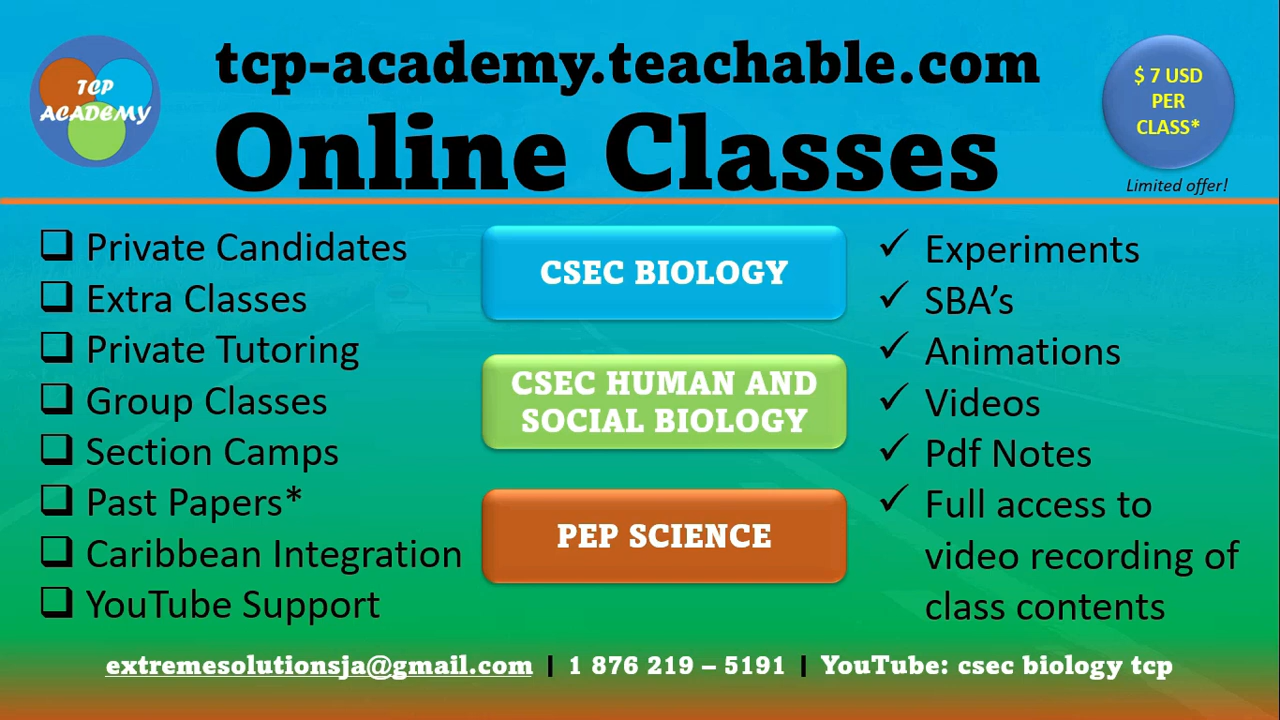 TCP
ACADEMY
tcp-academy.teachable.com
Online Classes
$ 7 USD
PER
CLASS*
Limited offer!
Private Candidates
Extra Classes
Private Tutoring
Group Classes
Section Camps
Past Papers*
Caribbean Integration
YouTube Support
CSEC BIOLOGY
CSEC HUMAN AND
SOCIAL BIOLOGY
PEP SCIENCE
Experiments
SBA’s
Animations
Videos
Pdf Notes
Full access to
video recording of
class contents
extremesolutionsja@gmail.com | 1 876 219 – 5191 | YouTube: csec biology tcp